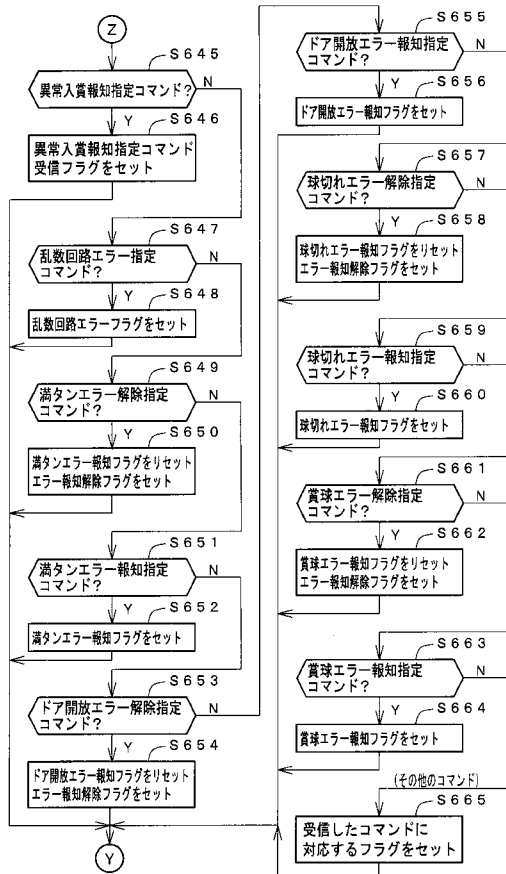 Z
S645
異常入賞報知指定コマンド?
N
Y
S646
異常入賞報知指定コマンド
受信フラグをセット
S647
乱数回路エラー指定
コマンド?
N
Y
S648
乱数回路エラーフラグをセット
S649
満タンエラー解除指定
コマンド?
N
Y
S650
満タンエラー報知フラグをリセット
エラー報知解除フラグをセット
S651
満タンエラー報知指定
コマンド?
N
Y
S652
満タンエラー報知フラグをセット
S653
ドア開放エラー解除指定
コマンド?
N
Y
S654
ドア開放エラー報知フラグをリセット
エラー報知解除フラグをセット
Y
S655
ドア開放エラー報知指定
コマンド?
N
Y
S656
ドア開放エラー報知フラグをセット
S657
球切れエラー解除指定
コマンド?
N
Y
S658
球切れエラー報知フラグをリセット
エラー報知解除フラグをセット
S659
球切れエラー報知指定
コマンド?
N
Y
S660
球切れエラー報知フラグをセット
S661
賞球エラー解除指定
コマンド?
N
Y
S662
賞球エラー報知フラグをリセット
エラー報知解除フラグをセット
S663
賞球エラー報知指定
コマンド?
N
Y
S664
賞球エラー報知フラグをセット
(その他のコマンド)
S665
受信したコマンドに
対応するフラグをセット